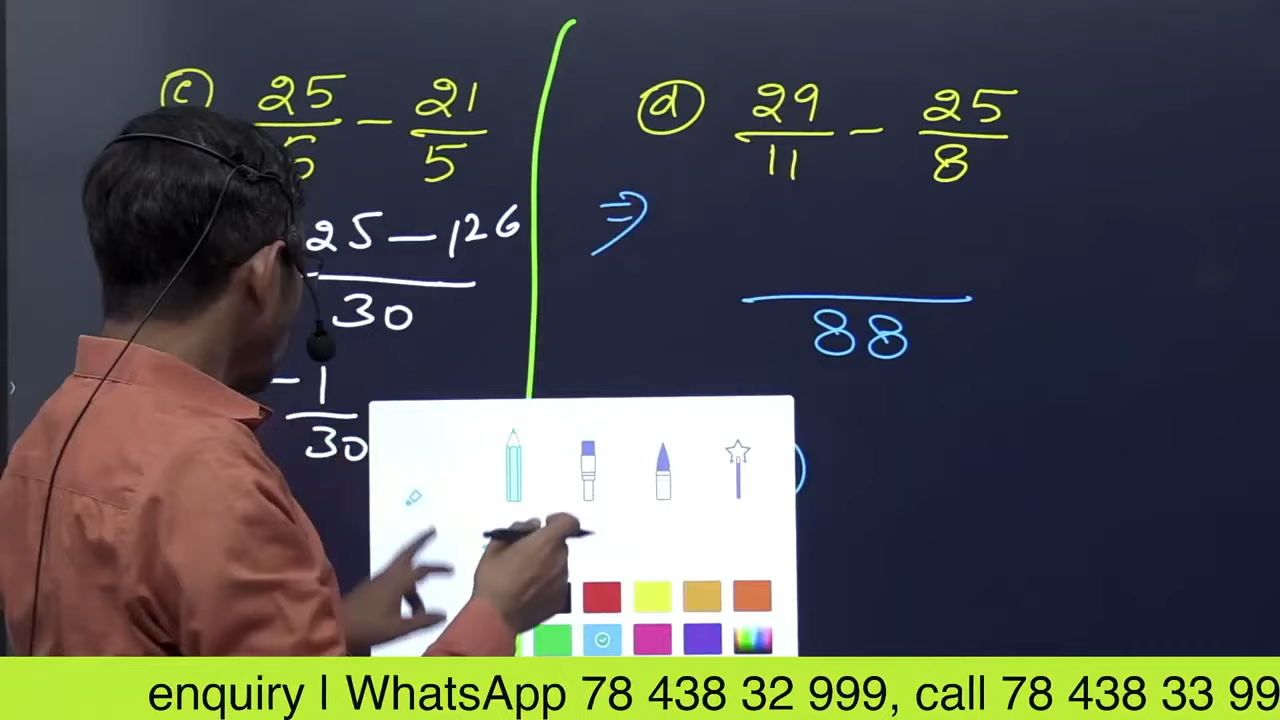 c 25/6 - 21/5
25 - 126
30
-1/30
d 29/11 - 25/8
⇒
88
enquiry I WhatsApp 78 438 32 999, call 78 438 33 99